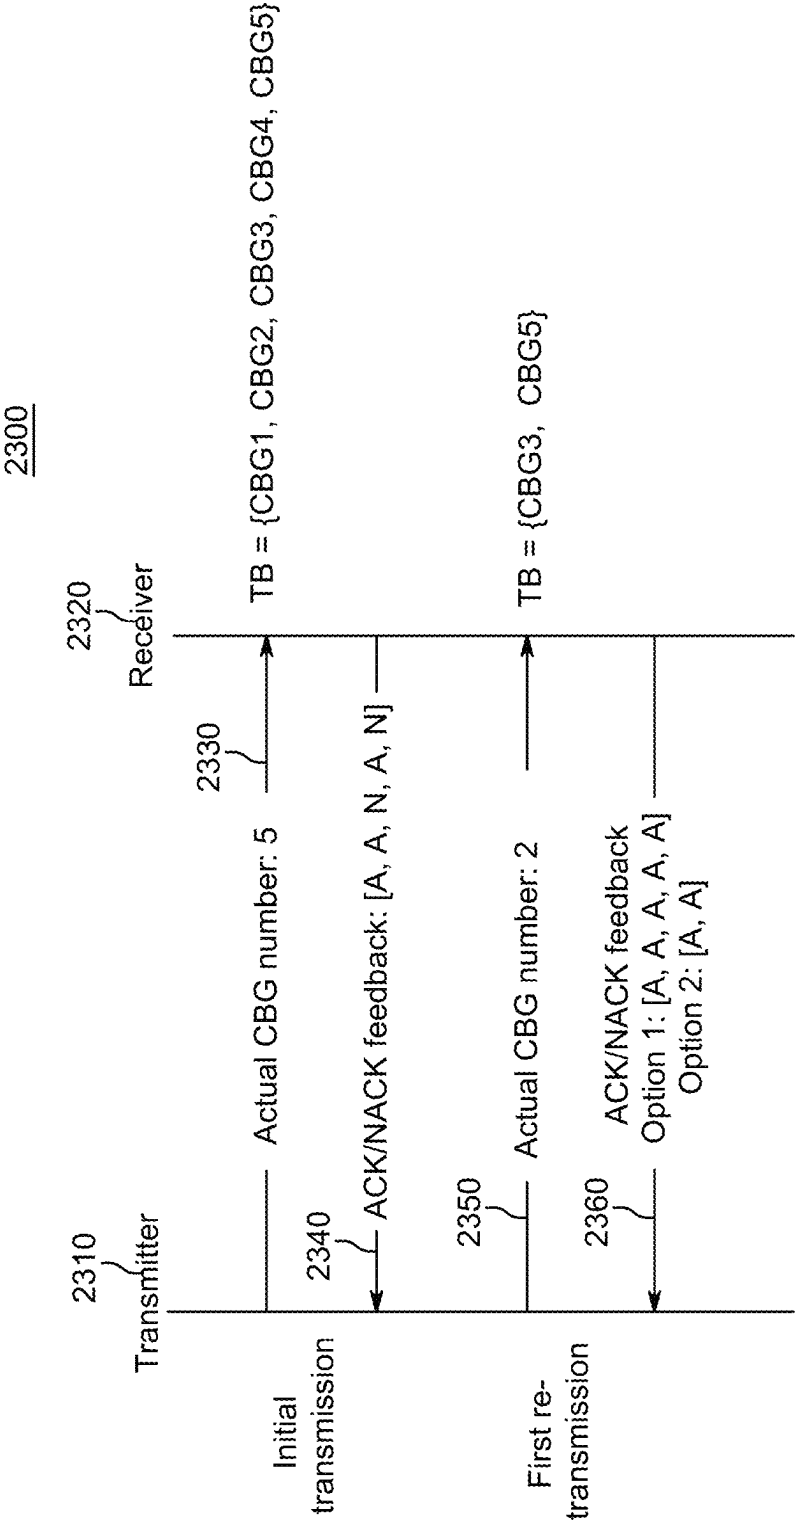 2300
2310
Transmitter
2320
Receiver
Initial
transmission
Actual CBG number: 5
2330
TB = {CBG1, CBG2, CBG3, CBG4, CBG5}
2340
ACK/NACK feedback: [A, A, N, A, N]
First re-
transmission
2350
Actual CBG number: 2
TB = {CBG3, CBG5}
2360
ACK/NACK feedback
Option 1: [A, A, A, A, A]
Option 2: [A, A]